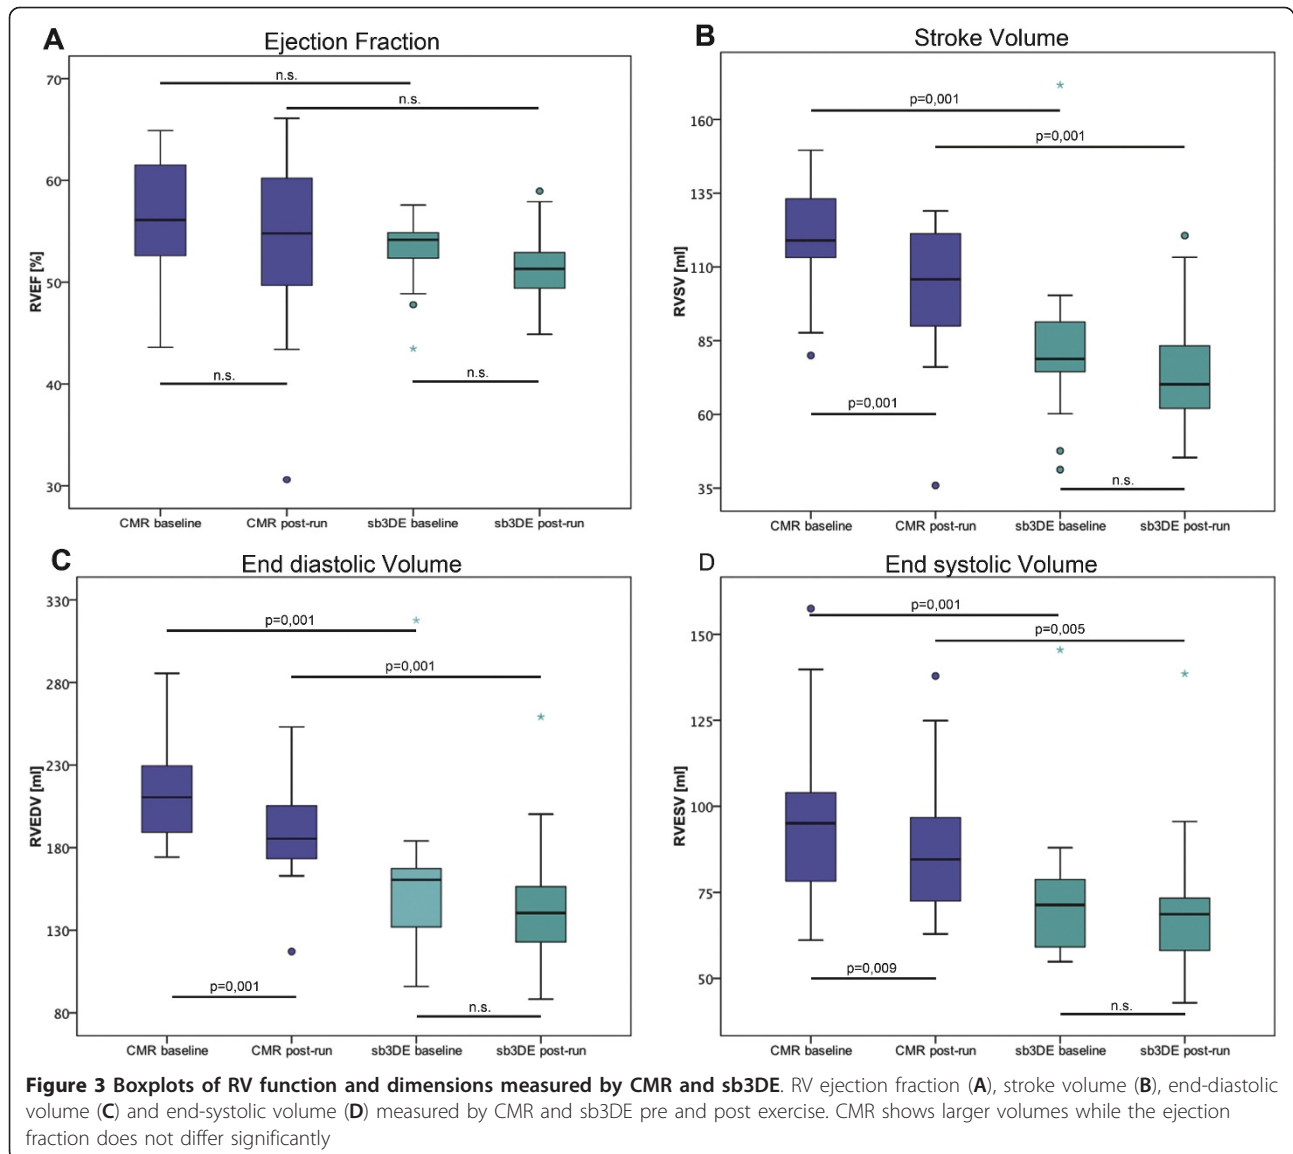 A
Ejection Fraction
70
60
50
40
30
RVEF [%]
n.s.
n.s.
n.s.
n.s.
CMR baseline
CMR post-run
sb3DE baseline
sb3DE post-run
B
Stroke Volume
160
135
110
85
60
35
RVSV [ml]
p=0,001
p=0,001
p=0,001
n.s.
CMR baseline
CMR post-run
sb3DE baseline
sb3DE post-run
C
End diastolic Volume
330
280
230
180
130
80
RVEDV [ml]
p=0,001
p=0,001
p=0,001
n.s.
CMR baseline
CMR post-run
sb3DE baseline
sb3DE post-run
D
End systolic Volume
150
125
100
75
50
RVESV [ml]
p=0,001
p=0,005
p=0,009
n.s.
CMR baseline
CMR post-run
sb3DE baseline
sb3DE post-run
Figure 3 Boxplots of RV function and dimensions measured by CMR and sb3DE. RV ejection fraction (A), stroke volume (B), end-diastolic
volume (C) and end-systolic volume (D) measured by CMR and sb3DE pre and post exercise. CMR shows larger volumes while the ejection
fraction does not differ significantly